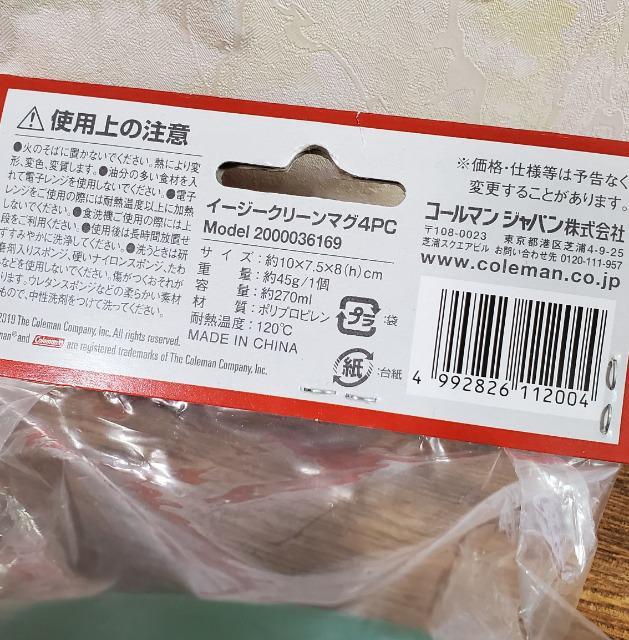 ⚠使用上の注意
●火のそばに置かないでください。熱により変
形、変色、変質します。●油分の多い食材を入
れて電子レンジを使用しないでください。●電子
レンジをご使用の際には耐熱温度以上に加熱
しないでください。●食洗機ご使用の際には上
段をご利用ください。●使用後は長時間放置せ
ずすみやかに洗浄してください。●洗うときは研
磨剤入りスポンジ、硬いナイロンスポンジ、たわ
しなどを使用しないでください。傷がつくおそれが
ります。ウレタンスポンジなどの柔らかい素材
もので、中性洗剤をつけて洗ってください。
2019 The Coleman Company, Inc. All rights reserved.
man® and Coleman are registered trademarks of The Coleman Company, Inc.
イージークリーンマグ4PC
Model 2000036169
サイズ:約10×7.5×8(h)cm
重量:約45g/1個
容量:約270ml
材質:ポリプロピレン
耐熱温度:120℃
MADE IN CHINA
プラ:袋
紙:台紙
※価格・仕様等は予告なく
変更することがあります。
コールマン ジャパン株式会社
〒108-0023 東京都港区芝浦4-9-25
芝浦スクエアビル お問い合わせ先 0120-111-957
www.coleman.co.jp
4 992826 112004